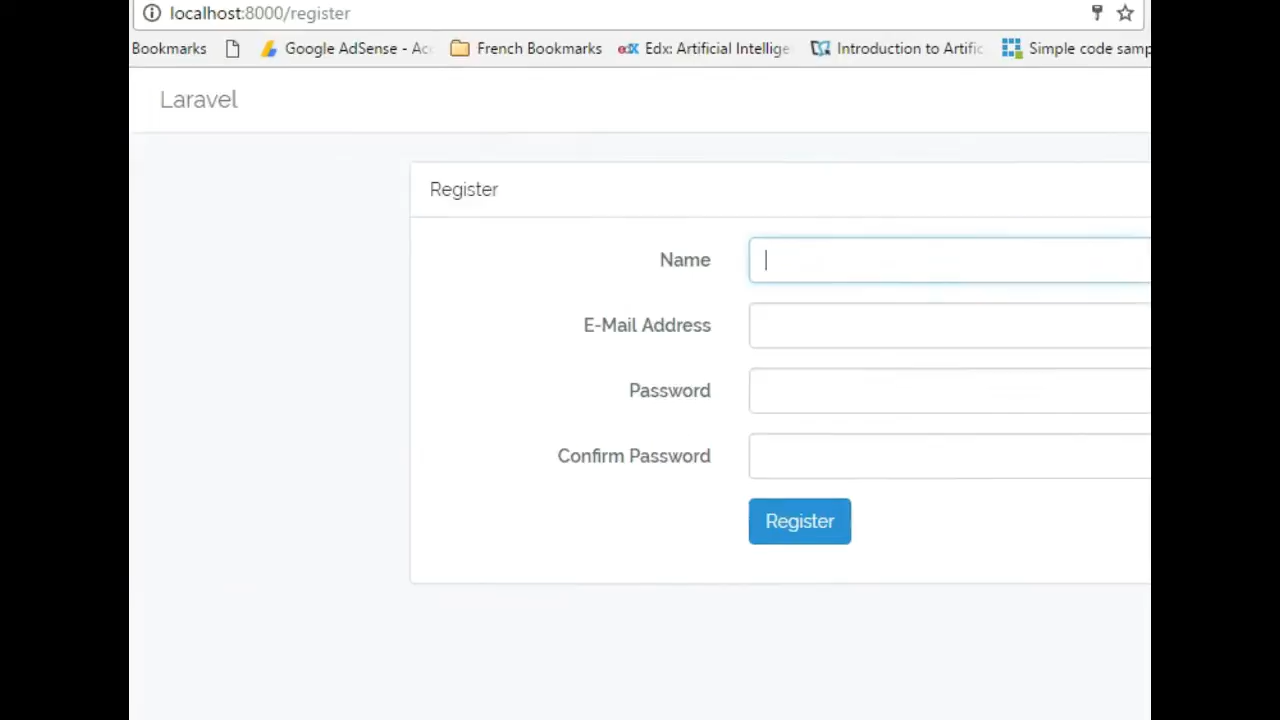 localhost:8000/register
Bookmarks Google AdSense - Ac French Bookmarks edX Edx: Artificial Intellige Introduction to Artific Simple code samp
Laravel
Register
Name
E-Mail Address
Password
Confirm Password
Register